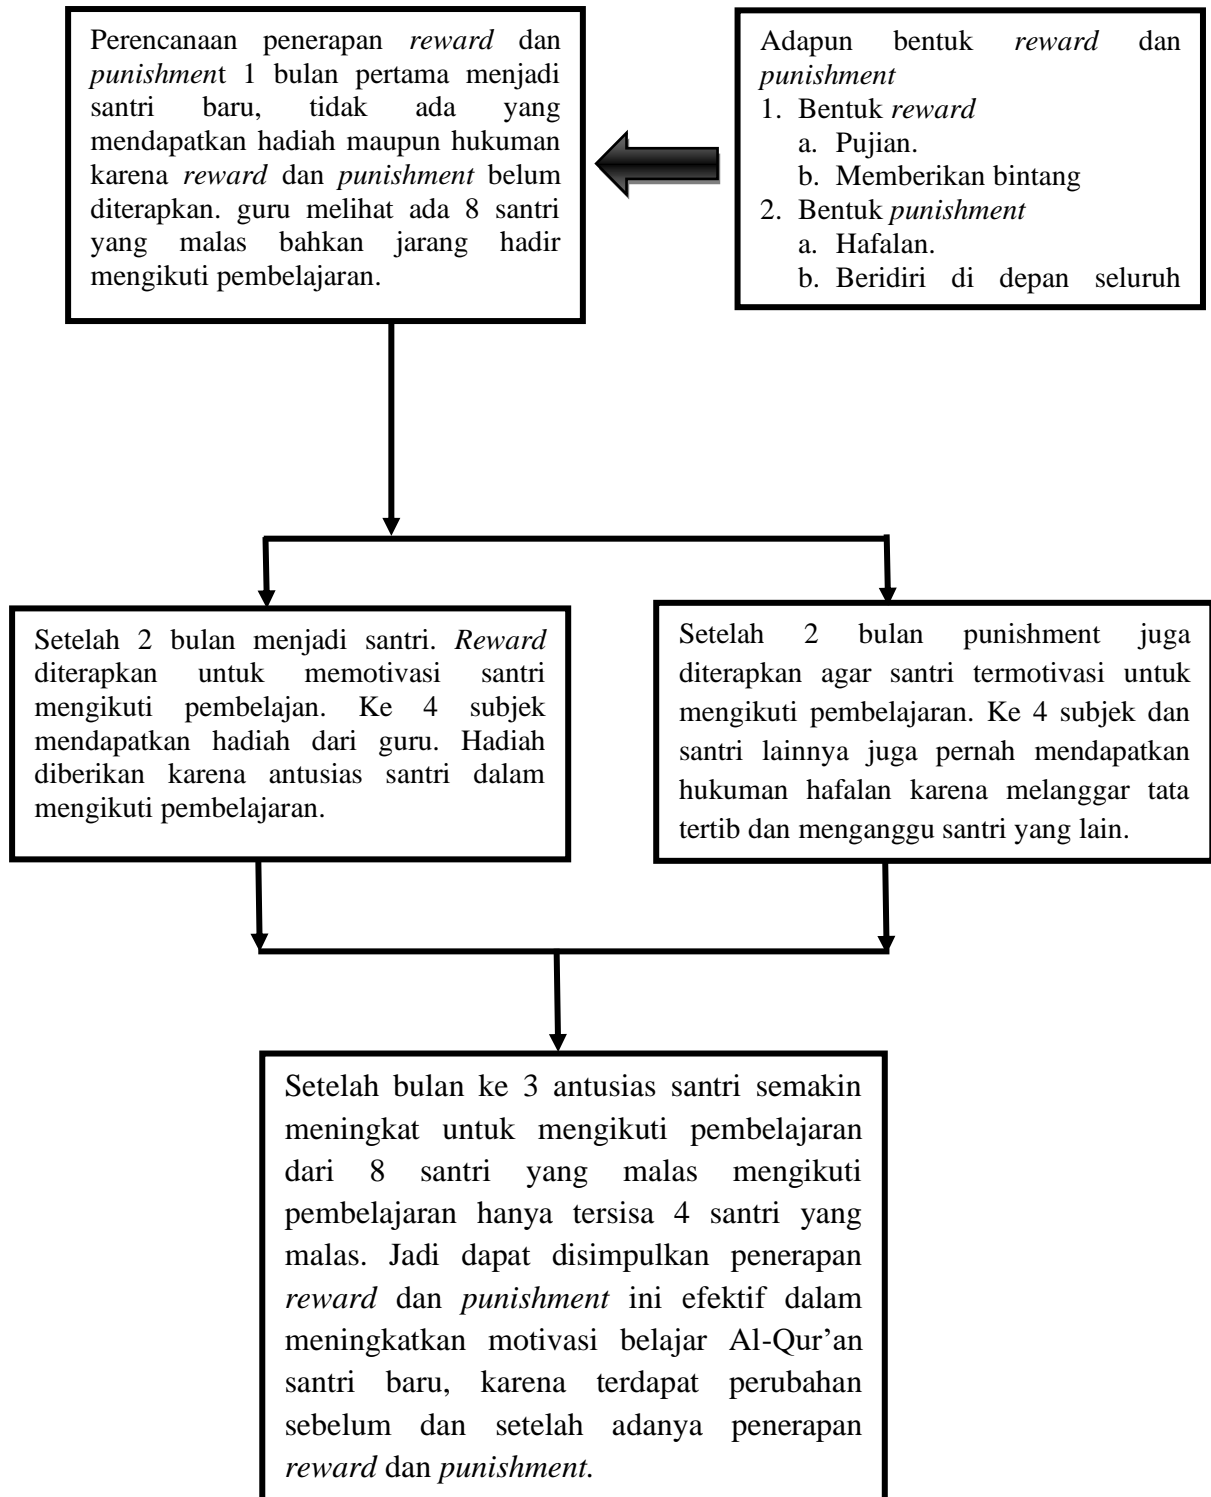 Perencanaan penerapan reward dan
punishment 1 bulan pertama menjadi
santri baru, tidak ada yang
mendapatkan hadiah maupun hukuman
karena reward dan punishment belum
diterapkan. guru melihat ada 8 santri
yang malas bahkan jarang hadir
mengikuti pembelajaran.
Adapun bentuk reward dan
punishment
1. Bentuk reward
a. Pujian.
b. Memberikan bintang
2. Bentuk punishment
a. Hafalan.
b. Beridiri di depan seluruh
Setelah 2 bulan menjadi santri. Reward
diterapkan untuk memotivasi santri
mengikuti pembelajan. Ke 4 subjek
mendapatkan hadiah dari guru. Hadiah
diberikan karena antusias santri dalam
mengikuti pembelajaran.
Setelah 2 bulan punishment juga
diterapkan agar santri termotivasi untuk
mengikuti pembelajaran. Ke 4 subjek dan
santri lainnya juga pernah mendapatkan
hukuman hafalan karena melanggar tata
tertib dan menganggu santri yang lain.
Setelah bulan ke 3 antusias santri semakin
meningkat untuk mengikuti pembelajaran
dari 8 santri yang malas mengikuti
pembelajaran hanya tersisa 4 santri yang
malas. Jadi dapat disimpulkan penerapan
reward dan punishment ini efektif dalam
meningkatkan motivasi belajar Al-Qur’an
santri baru, karena terdapat perubahan
sebelum dan setelah adanya penerapan
reward dan punishment.